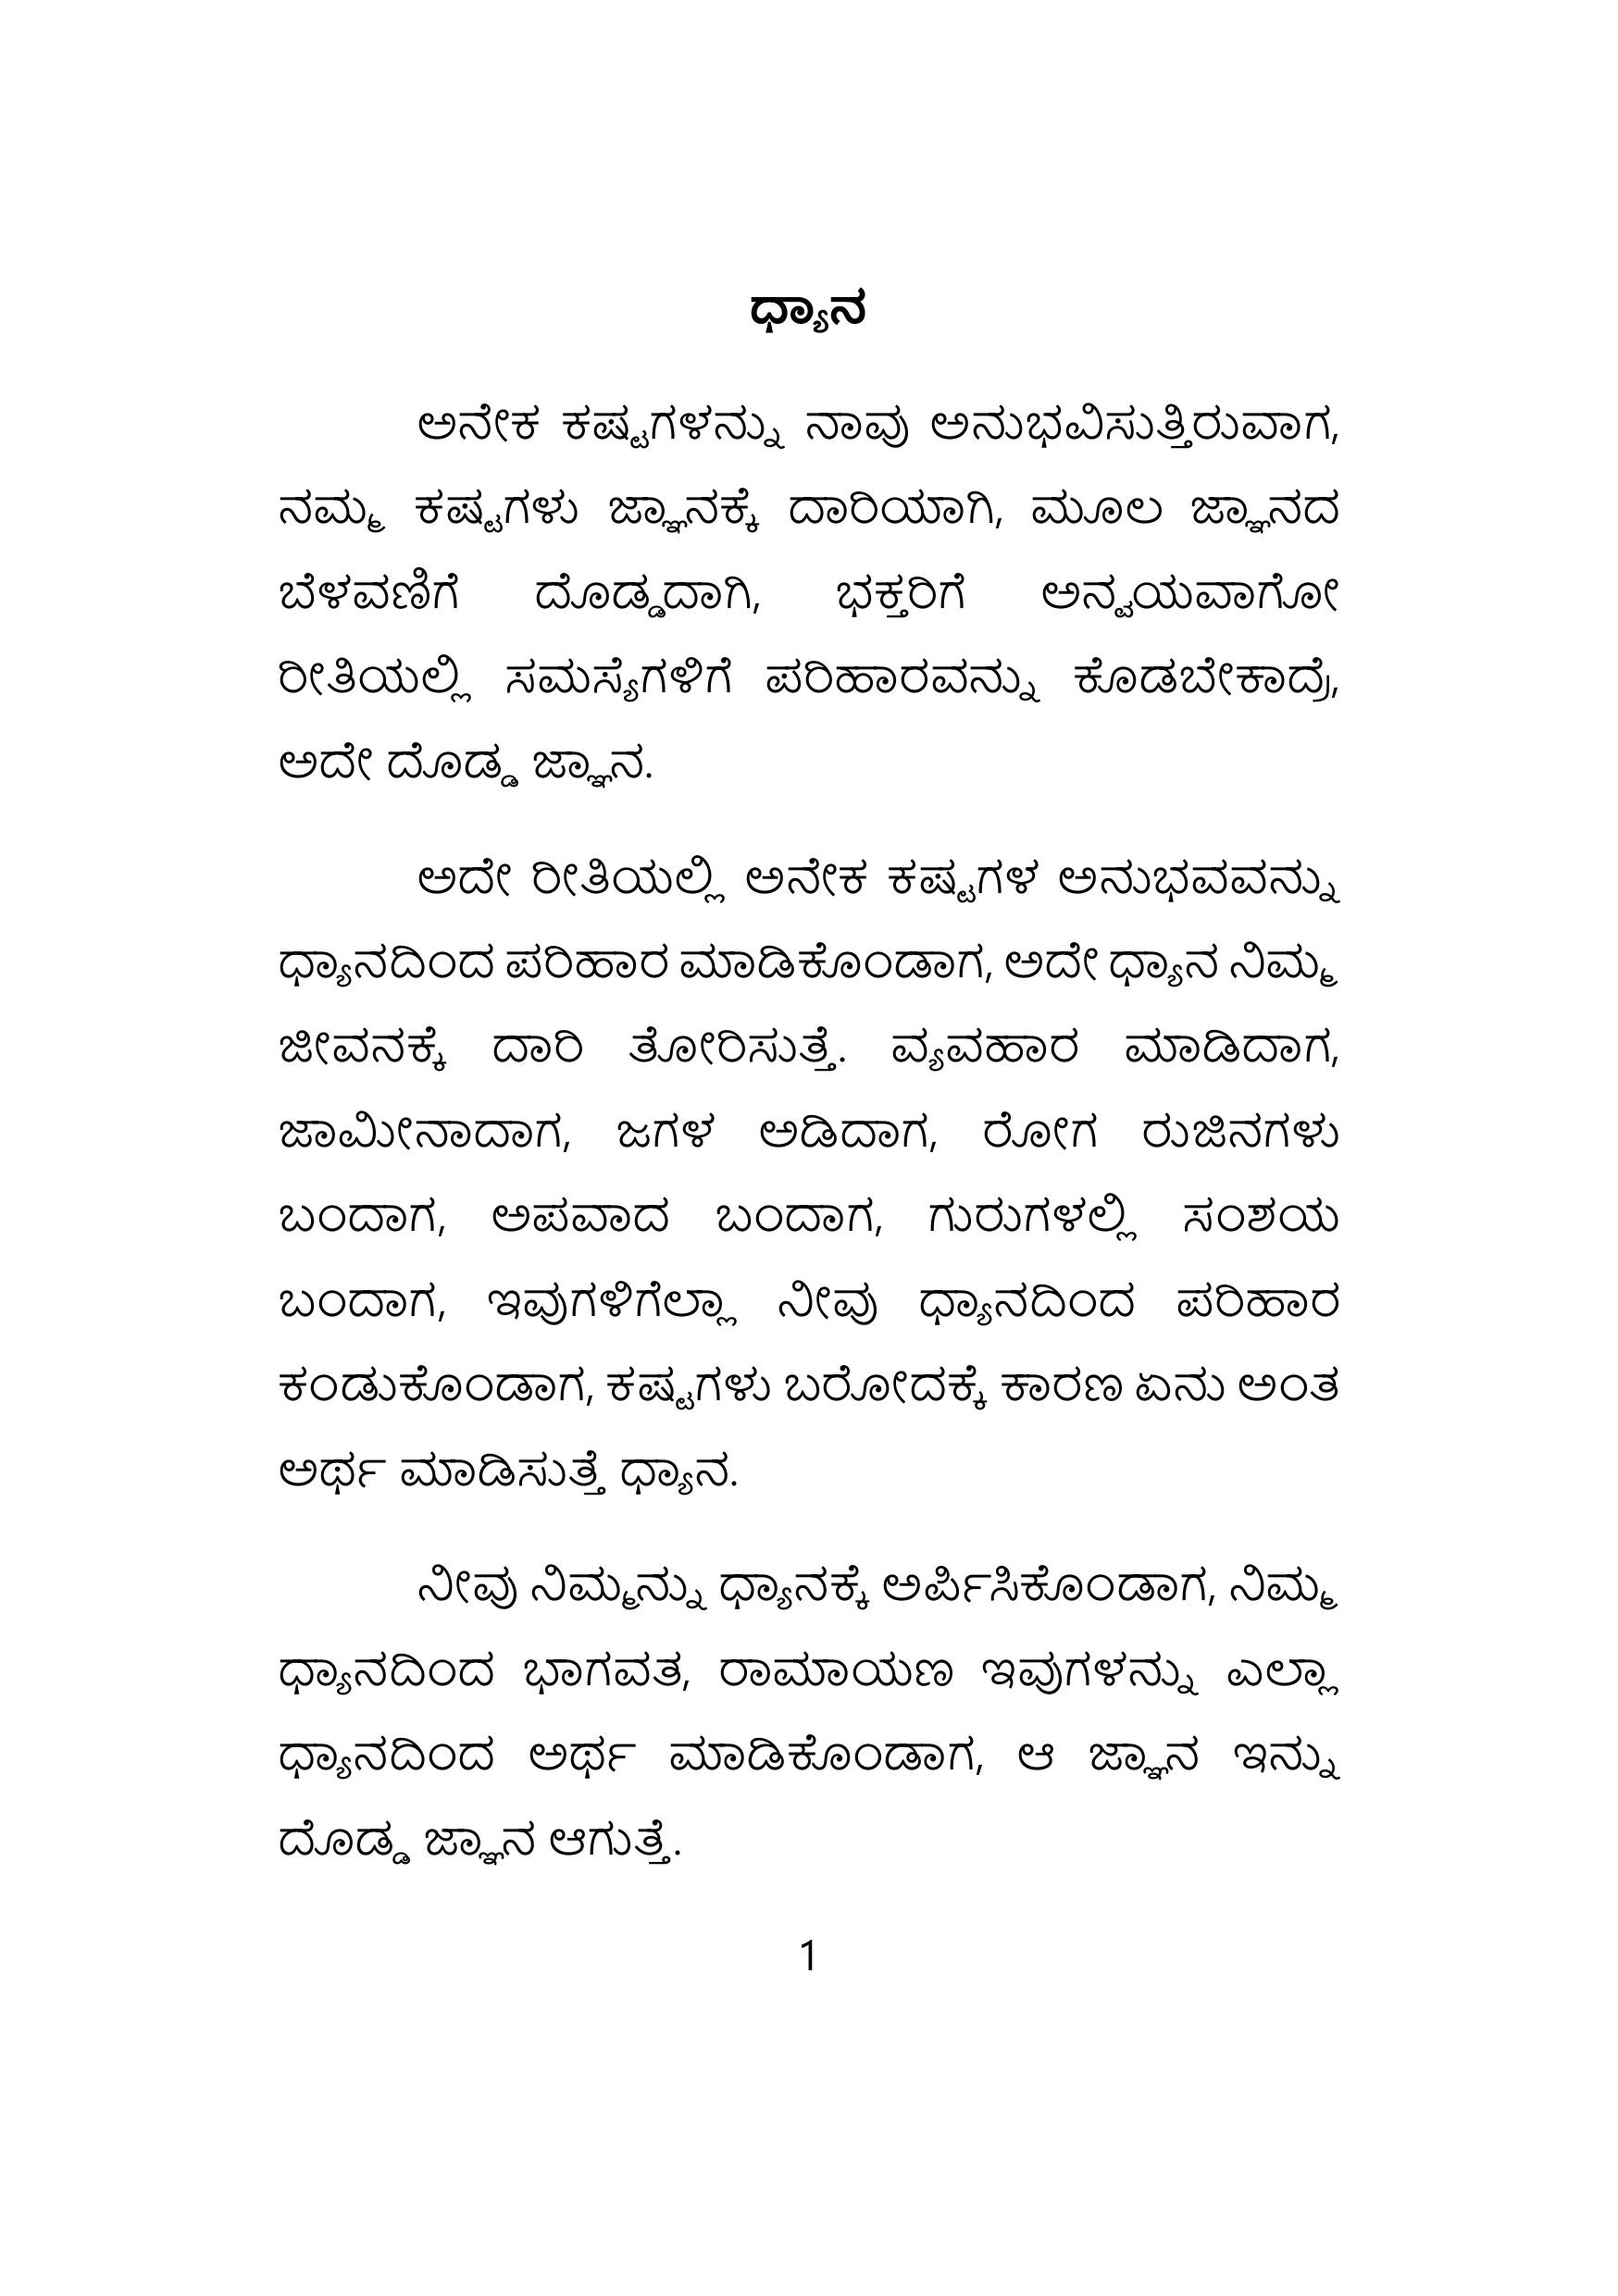 ಧ್ಯಾನ
ಅನೇಕ ಕಷ್ಟಗಳನ್ನು ನಾವು ಅನುಭವಿಸುತ್ತಿರುವಾಗ,
ನಮ್ಮ ಕಷ್ಟಗಳು ಜ್ಞಾನಕ್ಕೆ ದಾರಿಯಾಗಿ, ಮೂಲ ಜ್ಞಾನದ
ಬೆಳವಣಿಗೆ ದೊಡ್ಡದಾಗಿ, ಭಕ್ತರಿಗೆ ಅನ್ವಯವಾಗೋ
ರೀತಿಯಲ್ಲಿ ಸಮಸ್ಯೆಗಳಿಗೆ ಪರಿಹಾರವನ್ನು ಕೊಡಬೇಕಾದ್ರೆ,
ಅದೇ ದೊಡ್ಡ ಜ್ಞಾನ.
ಅದೇ ರೀತಿಯಲ್ಲಿ ಅನೇಕ ಕಷ್ಟಗಳ ಅನುಭವವನ್ನು
ಧ್ಯಾನದಿಂದ ಪರಿಹಾರ ಮಾಡಿಕೊಂಡಾಗ, ಅದೇ ಧ್ಯಾನ ನಿಮ್ಮ
ಜೀವನಕ್ಕೆ ದಾರಿ ತೋರಿಸುತ್ತೆ. ವ್ಯವಹಾರ ಮಾಡಿದಾಗ,
ಜಾಮೀನಾದಾಗ, ಜಗಳ ಅಡಿದಾಗ, ರೋಗ ರುಜಿನಗಳು
ಬಂದಾಗ, ಅಪವಾದ ಬಂದಾಗ, ಗುರುಗಳಲ್ಲಿ ಸಂಶಯ
ಬಂದಾಗ, ಇವುಗಳಿಗೆಲ್ಲಾ ನೀವು ಧ್ಯಾನದಿಂದ ಪರಿಹಾರ
ಕಂಡುಕೊಂಡಾಗ, ಕಷ್ಟಗಳು ಬರೋದಕ್ಕೆ ಕಾರಣ ಏನು ಅಂತ
ಅರ್ಥ ಮಾಡಿಸುತ್ತೆ ಧ್ಯಾನ.
ನೀವು ನಿಮ್ಮನ್ನು ಧ್ಯಾನಕ್ಕೆ ಅರ್ಪಿಸಿಕೊಂಡಾಗ, ನಿಮ್ಮ
ಧ್ಯಾನದಿಂದ ಭಾಗವತ, ರಾಮಾಯಣ ಇವುಗಳನ್ನು ಎಲ್ಲಾ
ಧ್ಯಾನದಿಂದ ಅರ್ಥ ಮಾಡಿಕೊಂಡಾಗ, ಆ ಜ್ಞಾನ ಇನ್ನು
ದೊಡ್ಡ ಜ್ಞಾನ ಆಗುತ್ತೆ.
1